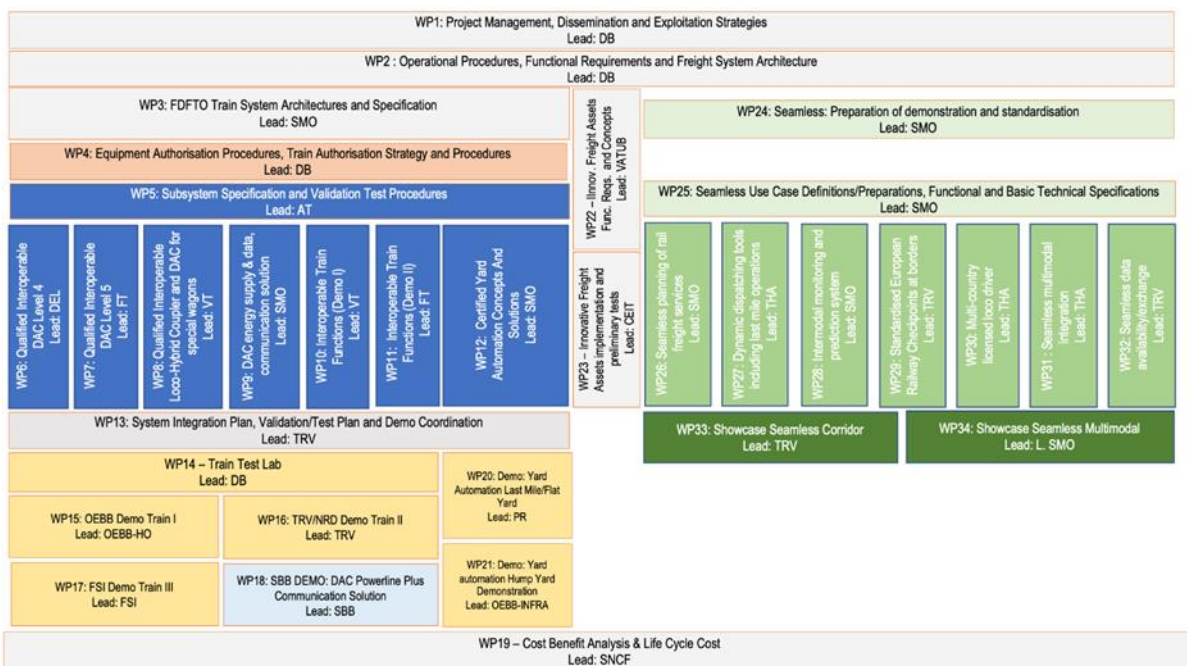 WP1: Project Management, Dissemination and Exploitation Strategies
Lead: DB
WP2 : Operational Procedures, Functional Requirements and Freight System Architecture
Lead: DB
WP3: FDFTO Train System Architectures and Specification
Lead: SMO
WP4: Equipment Authorisation Procedures, Train Authorisation Strategy and Procedures
Lead: DB
WP5: Subsystem Specification and Validation Test Procedures
Lead: AT
WP6: Qualified Interoperable
DAC Level 4
Lead: DEL
WP7: Qualified Interoperable
DAC Level 5
Lead: FT
WP8: Qualified Interoperable
Loco-Hybrid Coupler and DAC for
special wagons
Lead: VT
WP9: DAC energy supply & data,
communication solution
Lead: SMO
WP10: Interoperable Train
Functions (Demo I)
Lead: VT
WP11: Interoperable Train
Functions (Demo II)
Lead: FT
WP12: Certified Yard
Automation Concepts And
Solutions
Lead: SMO
WP22 – IInnov. Freight Assets
Func. Reqs. and Concepts
Lead: VATUB
WP23 – Innovative Freight
Assets implementation and
preliminary tests
Lead: CEIT
WP24: Seamless: Preparation of demonstration and standardisation
Lead: SMO
WP25: Seamless Use Case Definitions/Preparations, Functional and Basic Technical Specifications
Lead: SMO
WP26: Seamless planning of rail
freight services
Lead: SMO
WP27: Dynamic dispatching tools
including last mile operations
Lead: THA
WP28: Intermodal monitoring and
prediction system
Lead: SMO
WP29: Standardised European
Railway Checkpoints at borders
Lead: TRV
WP30: Multi-country
licensed loco driver
Lead: THA
WP31: Seamless multimodal
integration
Lead: THA
WP32: Seamless data
availability/exchange
Lead: TRV
WP33: Showcase Seamless Corridor
Lead: TRV
WP34: Showcase Seamless Multimodal
Lead: L. SMO
WP13: System Integration Plan, Validation/Test Plan and Demo Coordination
Lead: TRV
WP14 – Train Test Lab
Lead: DB
WP15: OEBB Demo Train I
Lead: OEBB-HO
WP16: TRV/NRD Demo Train II
Lead: TRV
WP17: FSI Demo Train III
Lead: FSI
WP18: SBB DEMO: DAC Powerline Plus
Communication Solution
Lead: SBB
WP20: Demo: Yard
Automation Last Mile/Flat
Yard
Lead: PR
WP21: Demo: Yard
automation Hump Yard
Demonstration
Lead: OEBB-INFRA
WP19 – Cost Benefit Analysis & Life Cycle Cost
Lead: SNCF